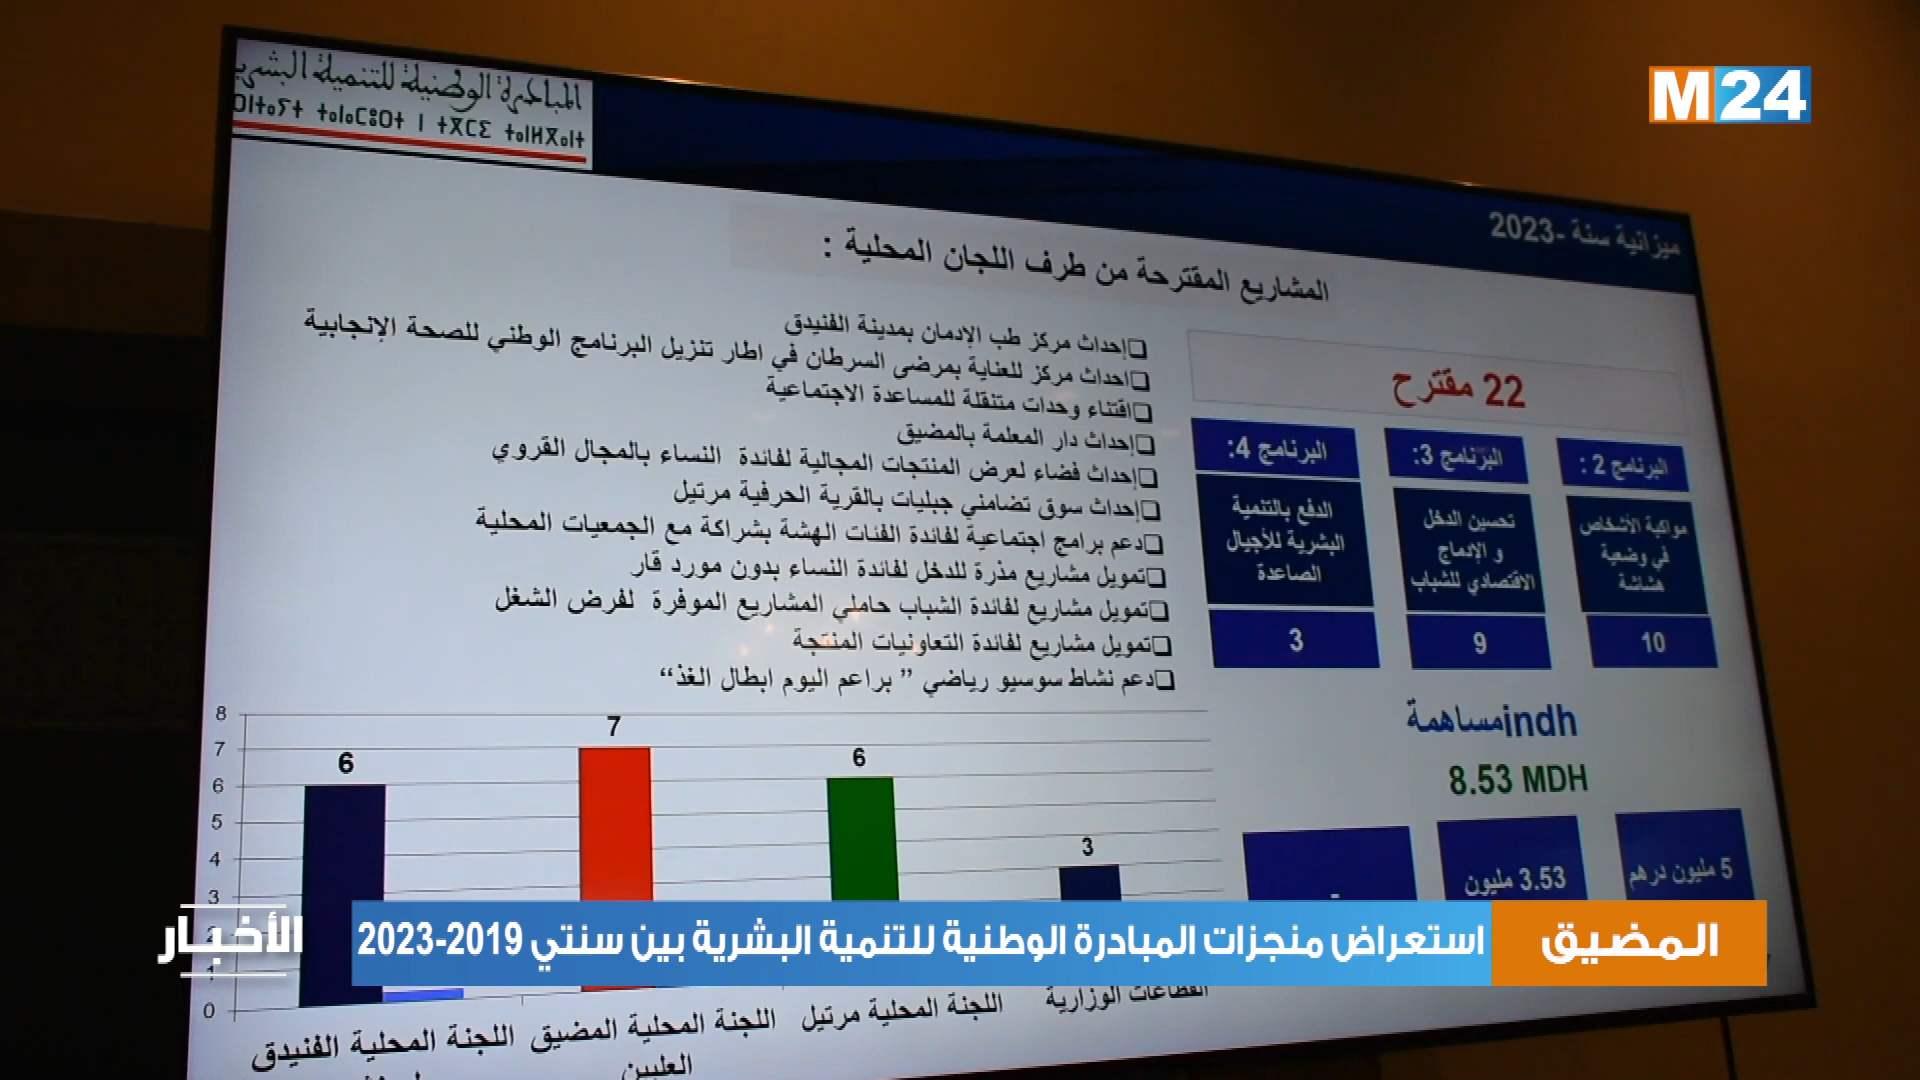 M24
المبادرة الوطنية للتنمية البشرية
ميزانية سنة -2023
المشاريع المقترحة من طرف اللجان المحلية :
إحداث مركز طب الإدمان بمدينة الفنيدق
احداث مركز للعناية بمرضى السرطان في اطار تنزيل البرنامج الوطني للصحة الإنجابية
اقتناء وحدات متنقلة للمساعدة الاجتماعية
إحداث دار المعلمة بالمضيق
إحداث فضاء لعرض المنتجات المجالية لفائدة النساء بالمجال القروي
إحداث سوق تضامني جبليات بالقرية الحرفية مرتيل
دعم برامج اجتماعية لفائدة الفئات الهشة بشراكة مع الجمعيات المحلية
تمويل مشاريع مذرة للدخل لفائدة النساء بدون مورد قار
تمويل مشاريع لفائدة الشباب حاملي المشاريع الموفرة لفرض الشغل
تمويل مشاريع لفائدة التعاونيات المنتجة
دعم نشاط سوسيو رياضي ” براعم اليوم ابطال الغذ“
22 مقترح
البرنامج 2 :
مواكبة الأشخاص
في وضعية
هشاشة
10
البرنامج 3:
تحسين الدخل
و الإدماج
الاقتصادي للشباب
9
البرنامج 4:
الدفع بالتنمية
البشرية للأجيال
الصاعدة
3
مساهمةindh
8.53 MDH
5 مليون درهم
3.53 مليون
-
8
7
6
5
4
3
2
1
0
6
7
6
3
اللجنة المحلية الفنيدق
اللجنة المحلية المضيق
العليين
اللجنة المحلية مرتيل
القطاعات الوزارية
المضيق
استعراض منجزات المبادرة الوطنية للتنمية البشرية بين سنتي 2019-2023
الأخبار